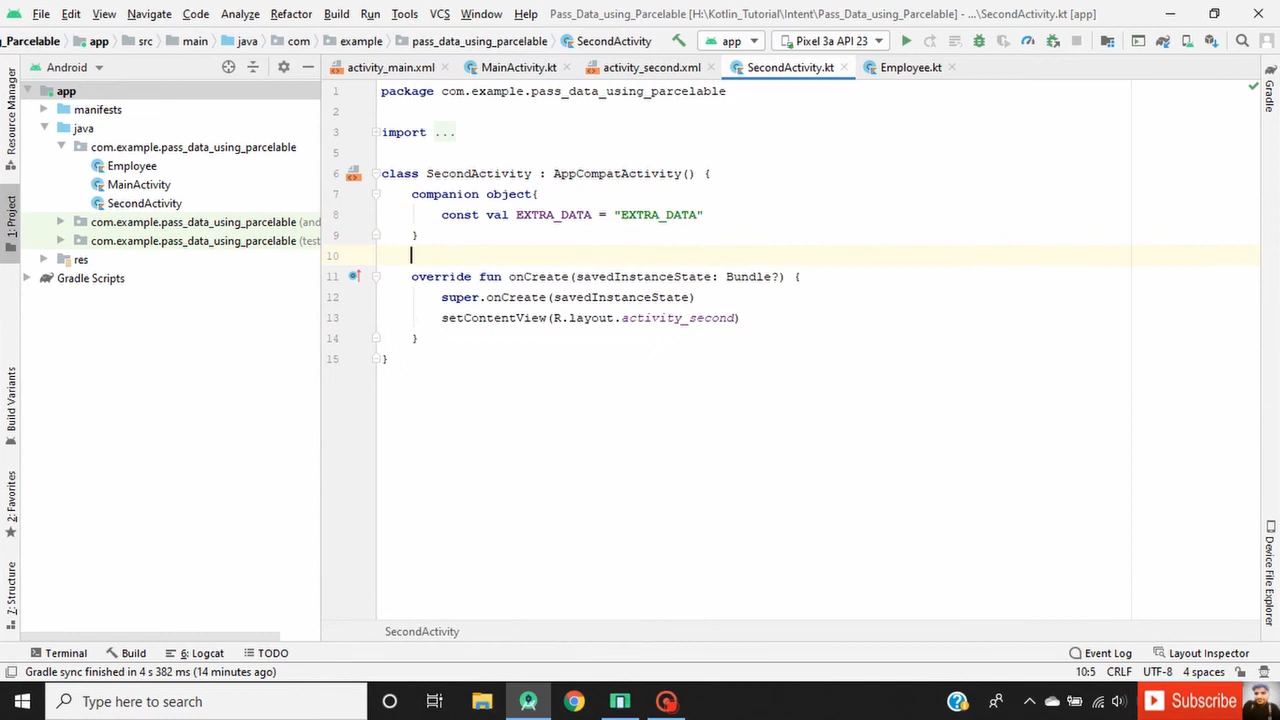 File Edit View Navigate Code Analyze Refactor Build Run Tools VCS Window Help Pass_Data_using_Parcelable [H:\Kotlin_Tutorial\Intent\Pass_Data_using_Parcelable] - ...\SecondActivity.kt [app]
g_Parcelable app src main java com example pass_data_using_parcelable SecondActivity app Pixel 3a API 23
Android activity_main.xml MainActivity.kt activity_second.xml SecondActivity.kt Employee.kt
app
manifests
java
com.example.pass_data_using_parcelable
Employee
MainActivity
SecondActivity
com.example.pass_data_using_parcelable (and
com.example.pass_data_using_parcelable (test
res
Gradle Scripts
Resource Manager
1: Project
Build Variants
2: Favorites
7: Structure
1 package com.example.pass_data_using_parcelable
2
3 import ...
5
6 class SecondActivity : AppCompatActivity() {
7 companion object{
8 const val EXTRA_DATA = "EXTRA_DATA"
9 }
10
11 override fun onCreate(savedInstanceState: Bundle?) {
12 super.onCreate(savedInstanceState)
13 setContentView(R.layout.activity_second)
14 }
15 }
Gradle
Device File Explorer
SecondActivity
Terminal Build 6: Logcat TODO Event Log Layout Inspector
Gradle sync finished in 4 s 382 ms (14 minutes ago) 10:5 CRLF UTF-8 4 spaces
Type here to search Subscribe